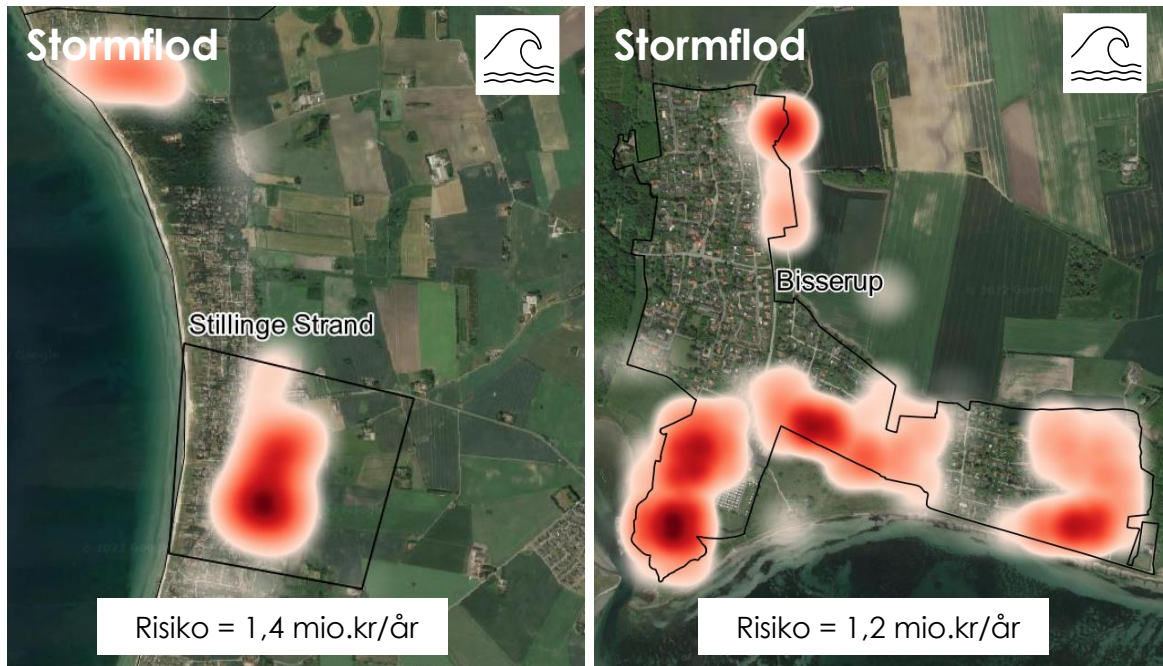 Stormflod
Stillinge Strand
Risiko = 1,4 mio.kr/år
Stormflod
Bisserup
Risiko = 1,2 mio.kr/år